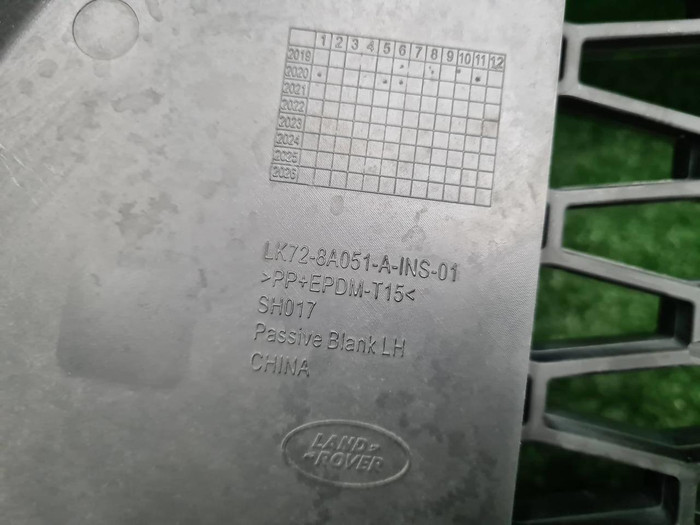 1 2 3 4 5 6 7 8 9 10 11 12
2019
2020
2021
2022
2023
2024
2025
2026
LK72-8A051-A-INS-01
>PP+EPDM-T15<
SH017
Passive Blank LH
CHINA
LAND
ROVER